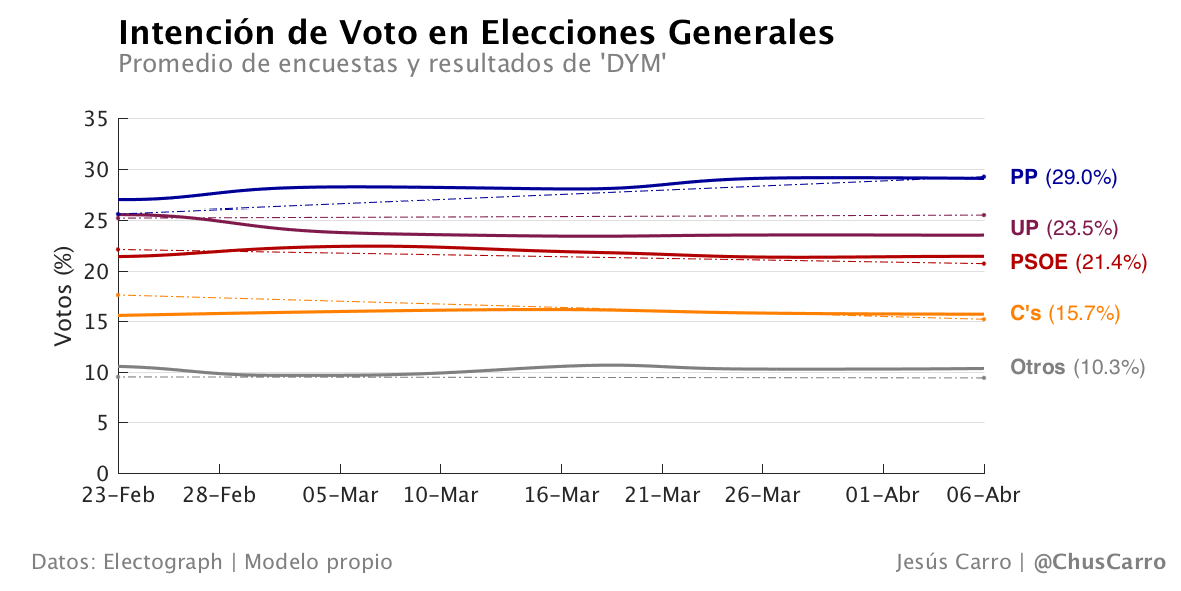 Intención de Voto en Elecciones Generales
Promedio de encuestas y resultados de 'DYM'
Votos (%)
35
30
25
20
15
10
5
0
23-Feb 28-Feb 05-Mar 10-Mar 16-Mar 21-Mar 26-Mar 01-Abr 06-Abr
PP (29.0%)
UP (23.5%)
PSOE (21.4%)
C's (15.7%)
Otros (10.3%)
Datos: Electograph | Modelo propio
Jesús Carro | @ChusCarro